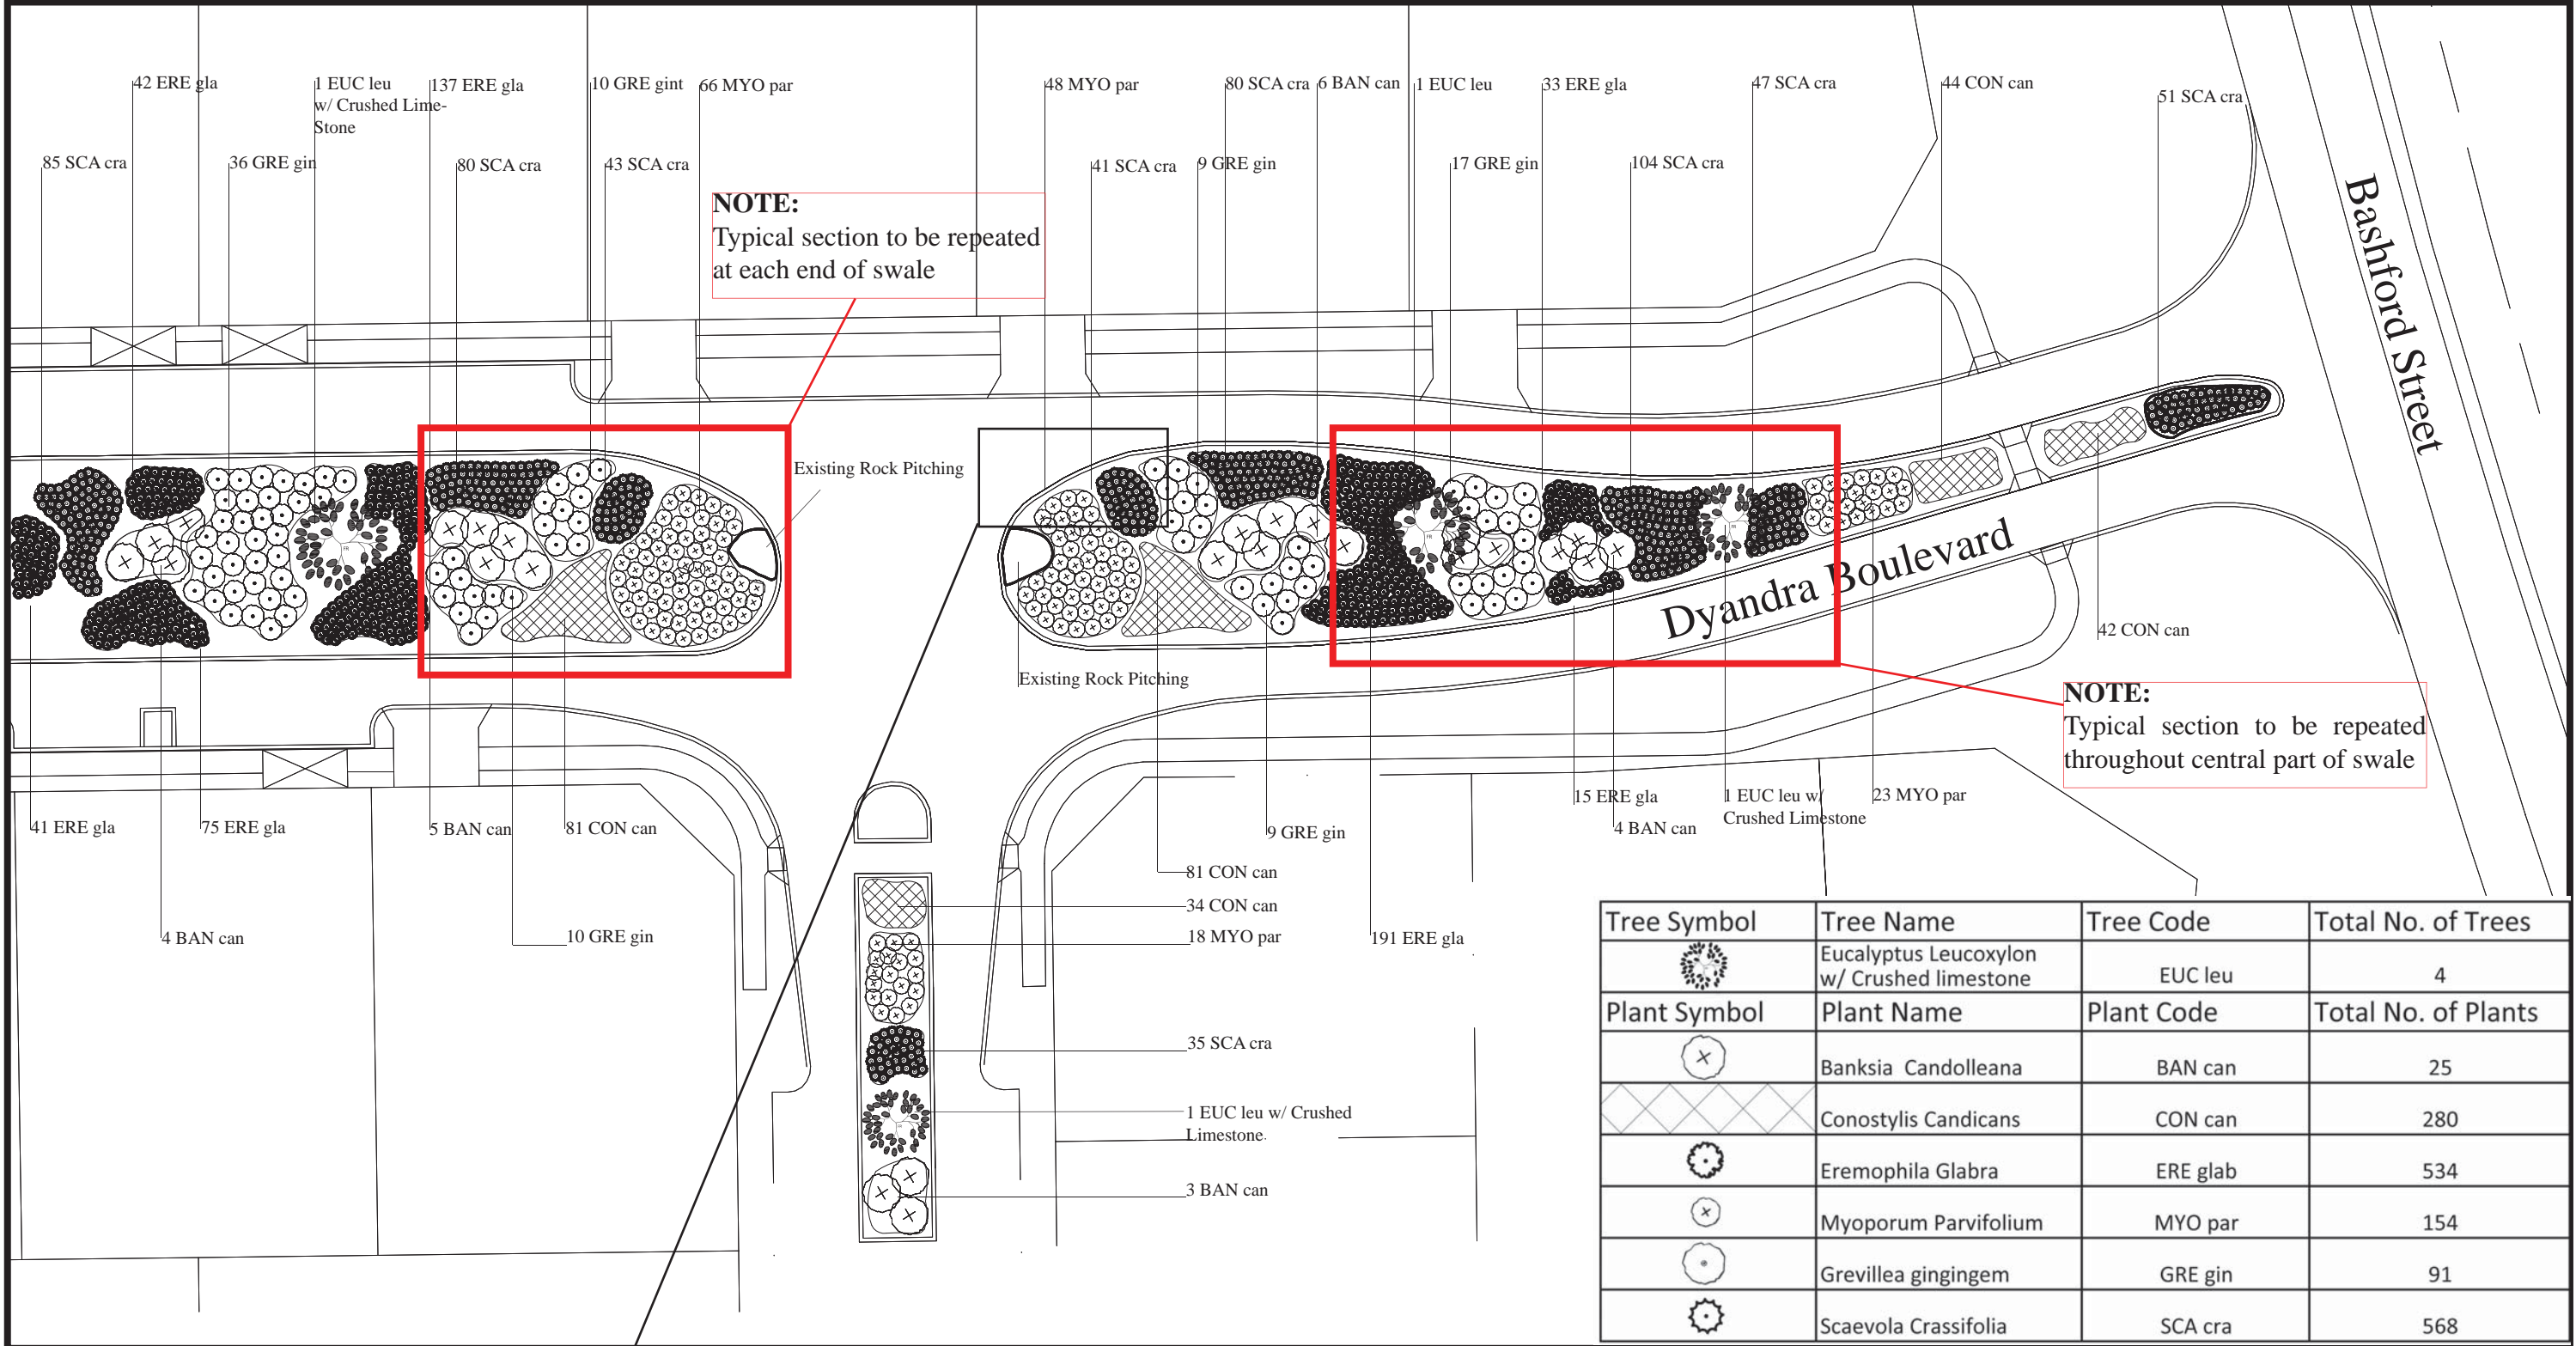 42 ERE gla
1 EUC leu
w/ Crushed Lime-
Stone
137 ERE gla
10 GRE gint
66 MYO par
48 MYO par
80 SCA cra
6 BAN can
1 EUC leu
33 ERE gla
47 SCA cra
44 CON can
51 SCA cra
85 SCA cra
36 GRE gin
80 SCA cra
43 SCA cra
41 SCA cra
9 GRE gin
17 GRE gin
104 SCA cra
NOTE:
Typical section to be repeated
at each end of swale
Bashford Street
Existing Rock Pitching
Dyandra Boulevard
Existing Rock Pitching
42 CON can
NOTE:
Typical section to be repeated
throughout central part of swale
41 ERE gla
75 ERE gla
5 BAN can
81 CON can
9 GRE gin
15 ERE gla
4 BAN can
1 EUC leu w/
Crushed Limestone
23 MYO par
4 BAN can
10 GRE gin
81 CON can
34 CON can
18 MYO par
191 ERE gla
35 SCA cra
1 EUC leu w/ Crushed
Limestone
3 BAN can
Tree Symbol Tree Name Tree Code Total No. of Trees
Eucalyptus Leucoxylon
w/ Crushed limestone EUC leu 4
Plant Symbol Plant Name Plant Code Total No. of Plants
Banksia Candolleana BAN can 25
Conostylis Candicans CON can 280
Eremophila Glabra ERE glab 534
Myoporum Parvifolium MYO par 154
Grevillea gingingem GRE gin 91
Scaevola Crassifolia SCA cra 568